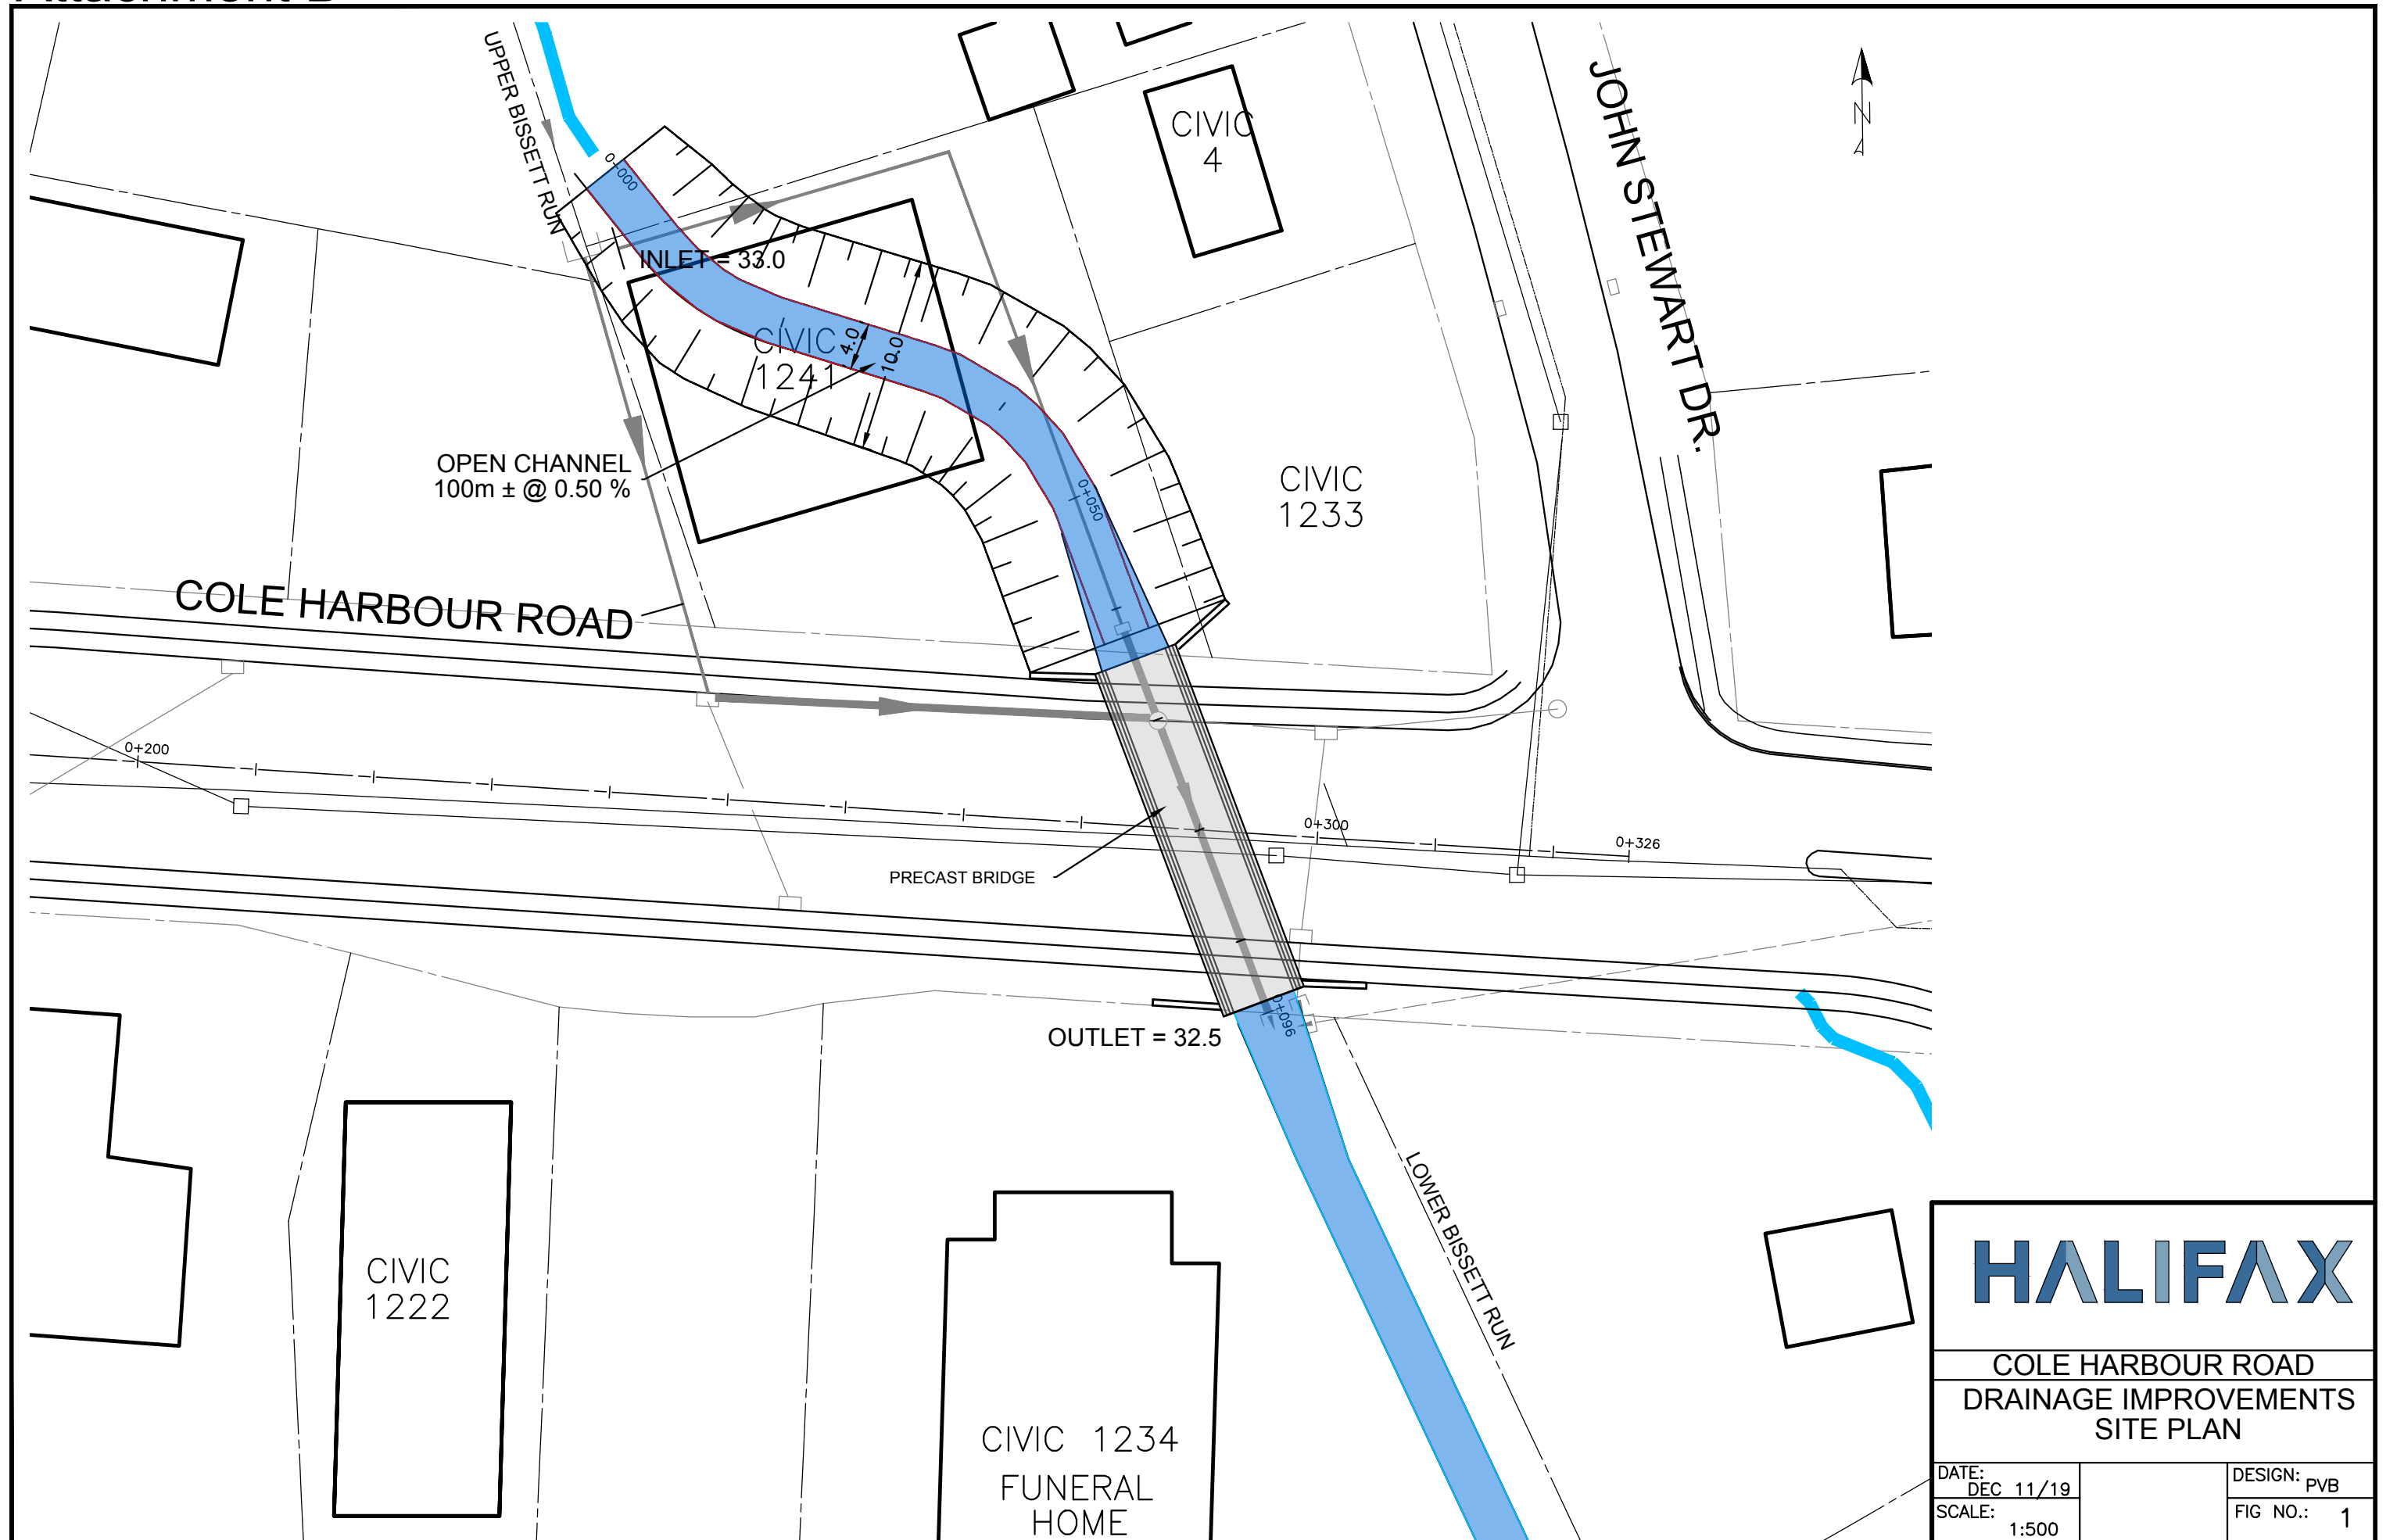 UPPER BISSETT RUN
0+000
CIVIC
4
JOHN STEWART DR.
N
INLET = 33.0
CIVIC
1241
4.0
10.0
OPEN CHANNEL
100m ± @ 0.50 %
0+050
CIVIC
1233
COLE HARBOUR ROAD
0+200
0+300
0+326
PRECAST BRIDGE
0+096
OUTLET = 32.5
LOWER BISSETT RUN
CIVIC
1222
CIVIC 1234
FUNERAL
HOME
HALIFAX
COLE HARBOUR ROAD
DRAINAGE IMPROVEMENTS
SITE PLAN
DATE:
DEC 11/19
DESIGN: PVB
SCALE:
1:500
FIG NO.: 1